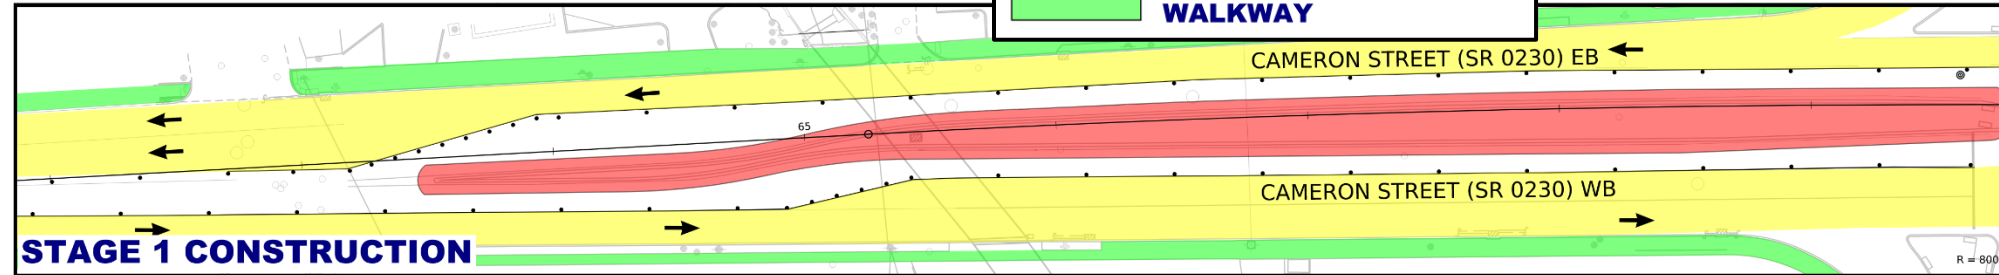 WALKWAY
CAMERON STREET (SR 0230) EB
65
CAMERON STREET (SR 0230) WB
STAGE 1 CONSTRUCTION
R = 800